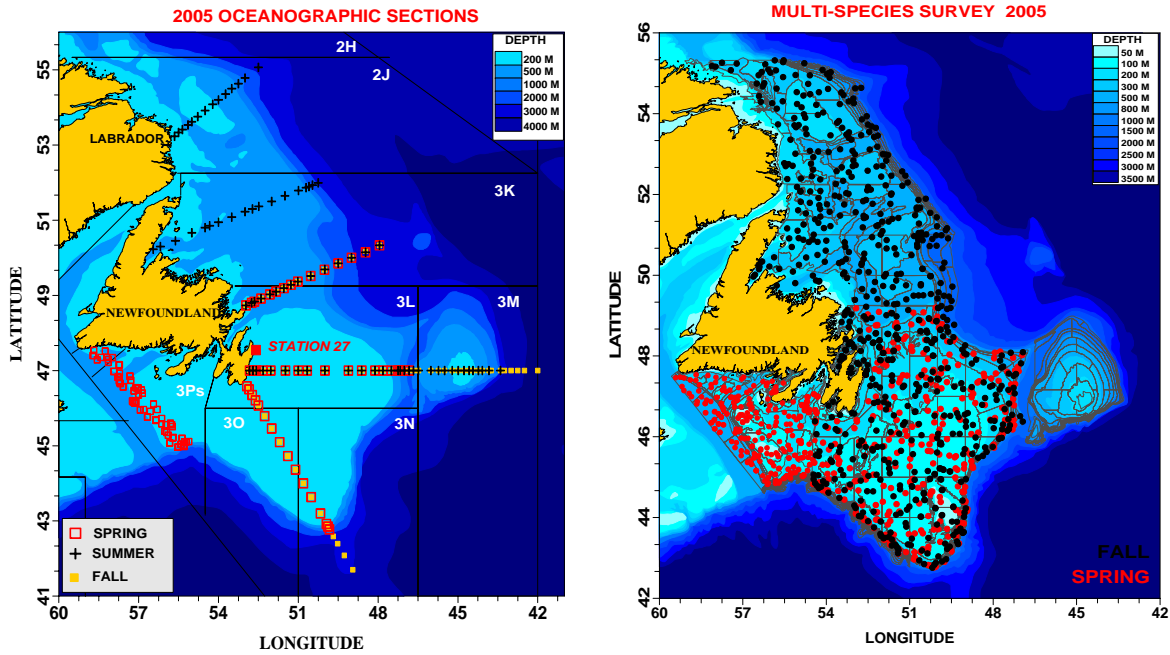 2005 OCEANOGRAPHIC SECTIONS
2H
2J
DEPTH
200 M
500 M
1000 M
2000 M
3000 M
4000 M
LABRADOR
3K
3L
3M
NEWFOUNDLAND
STATION 27
3Ps
3O
3N
SPRING
SUMMER
FALL
55
53
51
49
47
45
43
41
LATITUDE
60
57
54
51
48
45
42
LONGITUDE
MULTI-SPECIES SURVEY 2005
DEPTH
50 M
100 M
200 M
300 M
500 M
800 M
1000 M
1500 M
2000 M
2500 M
3000 M
3500 M
NEWFOUNDLAND
FALL
SPRING
56
54
52
50
48
46
44
42
LATITUDE
60
57
54
51
48
45
42
LONGITUDE